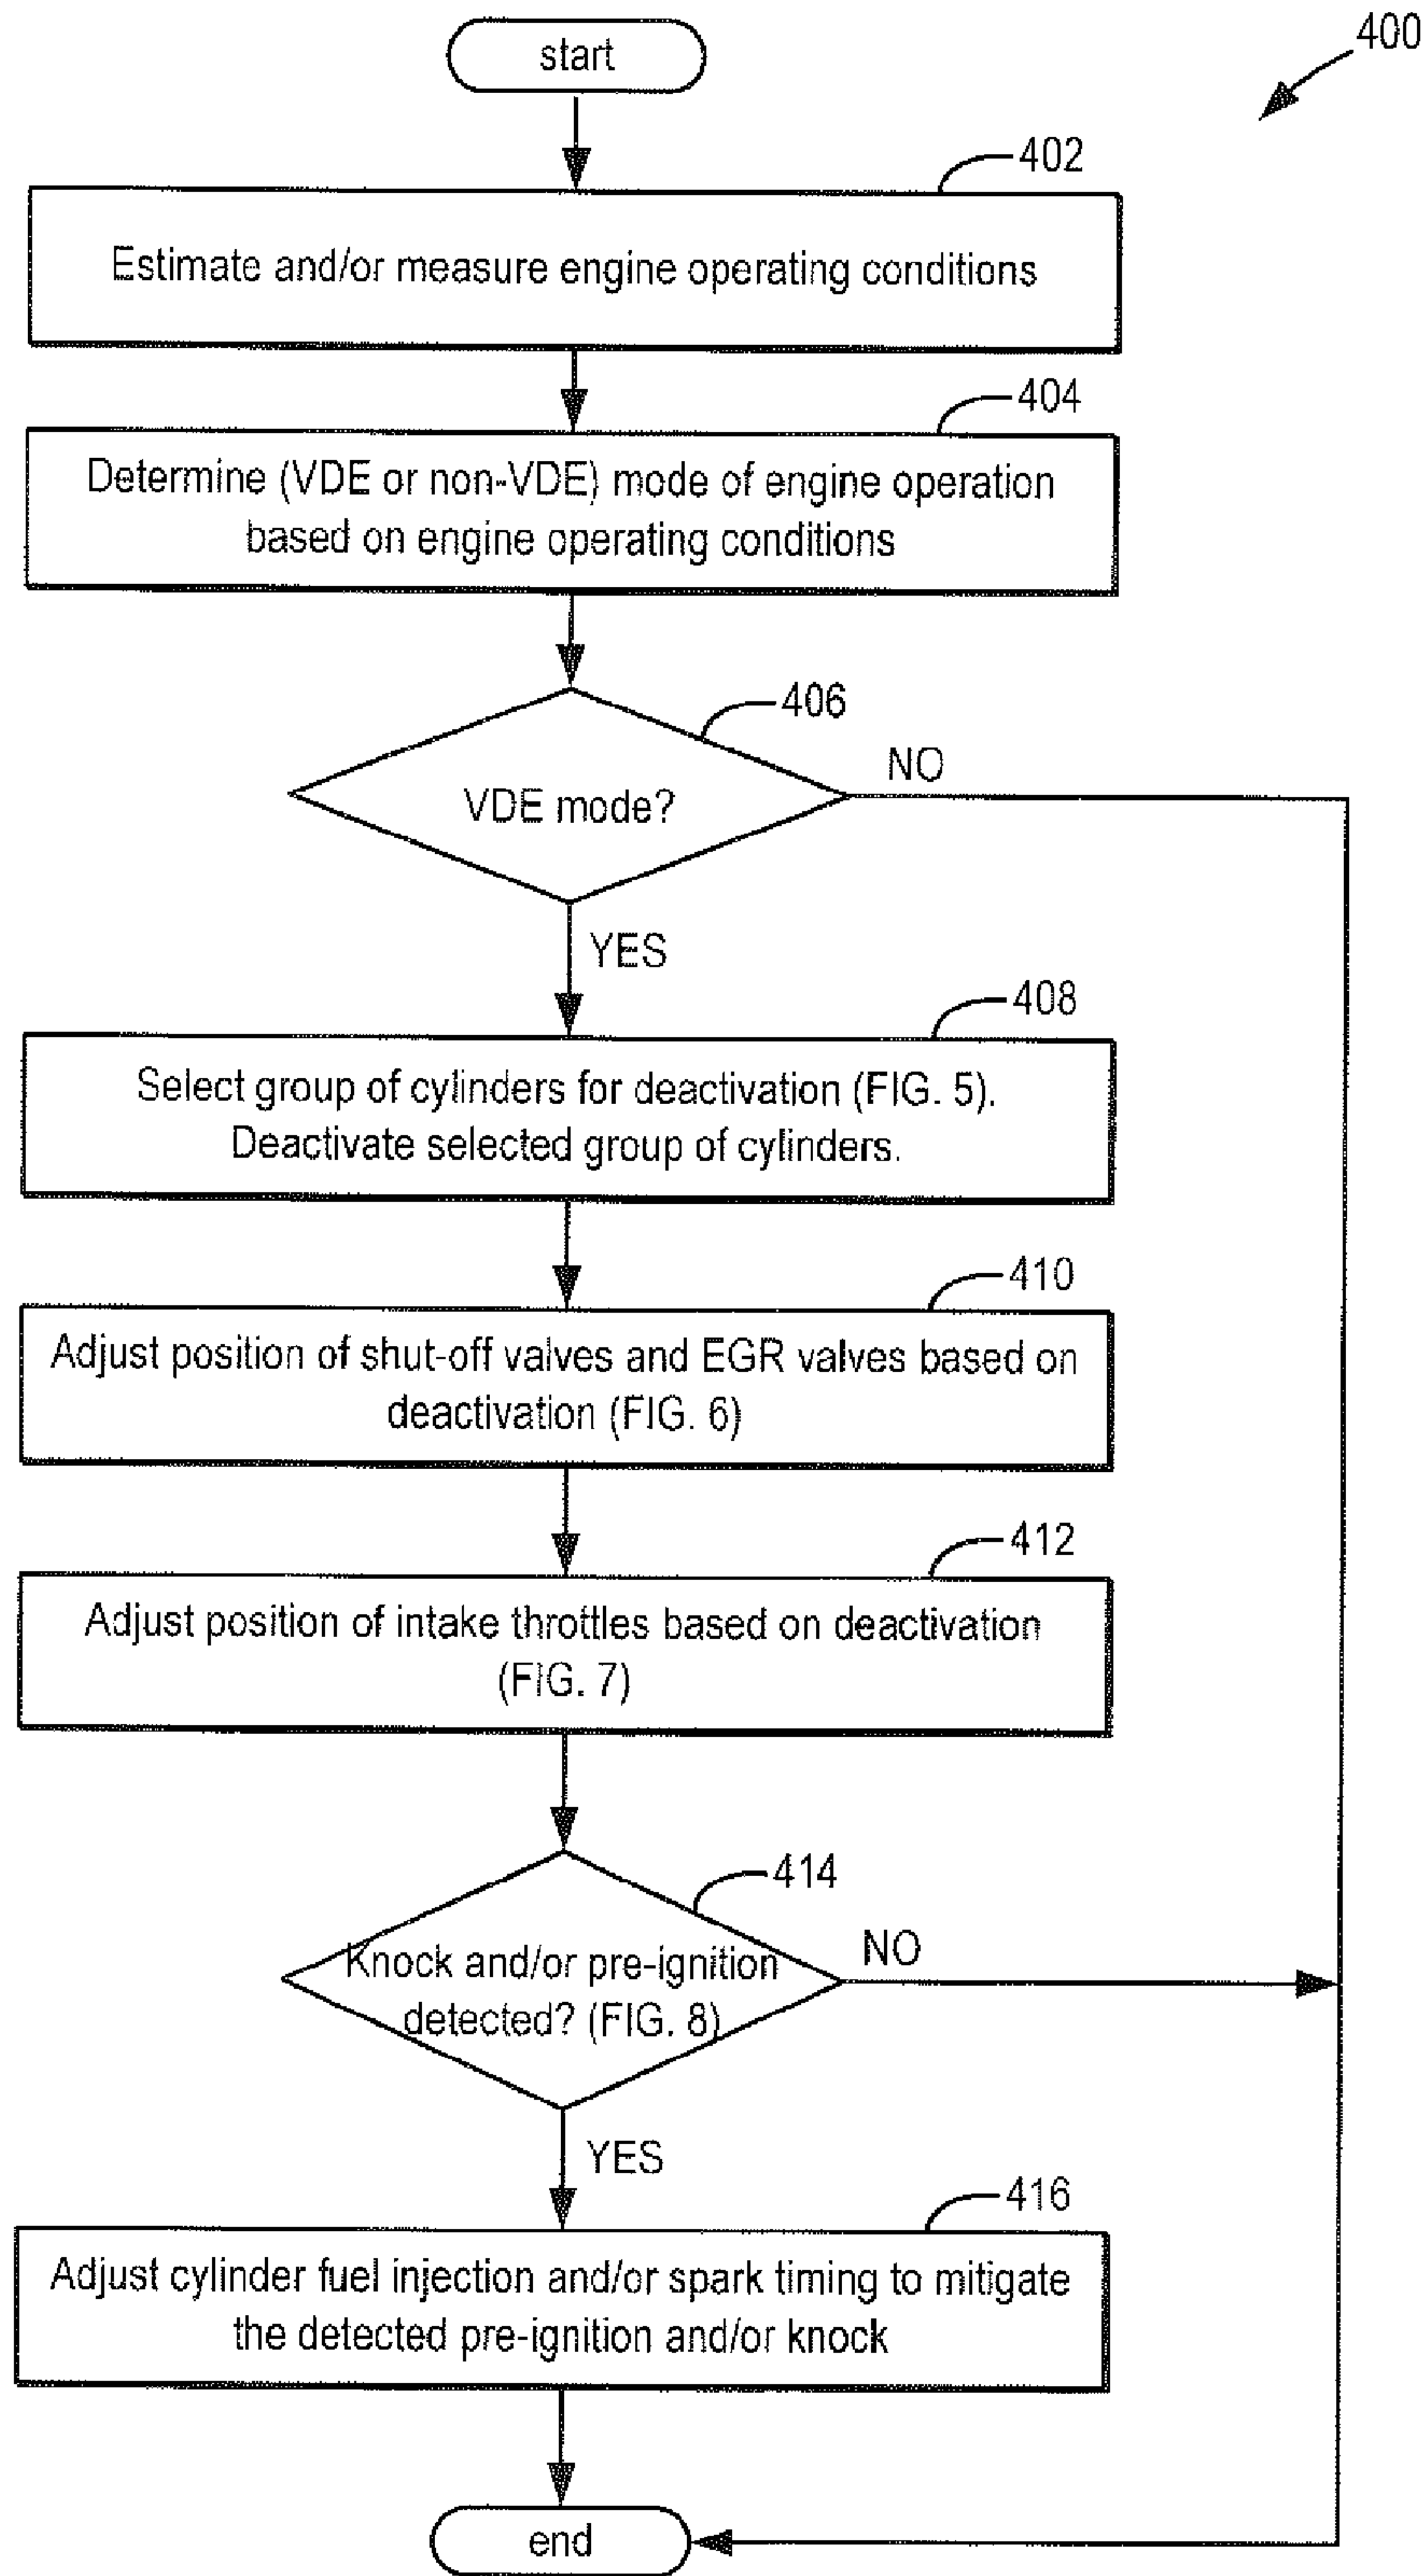 400
start
402
Estimate and/or measure engine operating conditions
404
Determine (VDE or non-VDE) mode of engine operation
based on engine operating conditions
406
VDE mode?
NO
YES
408
Select group of cylinders for deactivation (FIG. 5).
Deactivate selected group of cylinders.
410
Adjust position of shut-off valves and EGR valves based on
deactivation (FIG. 6)
412
Adjust position of intake throttles based on deactivation
(FIG. 7)
414
Knock and/or pre-ignition
detected? (FIG. 8)
NO
YES
416
Adjust cylinder fuel injection and/or spark timing to mitigate
the detected pre-ignition and/or knock
end